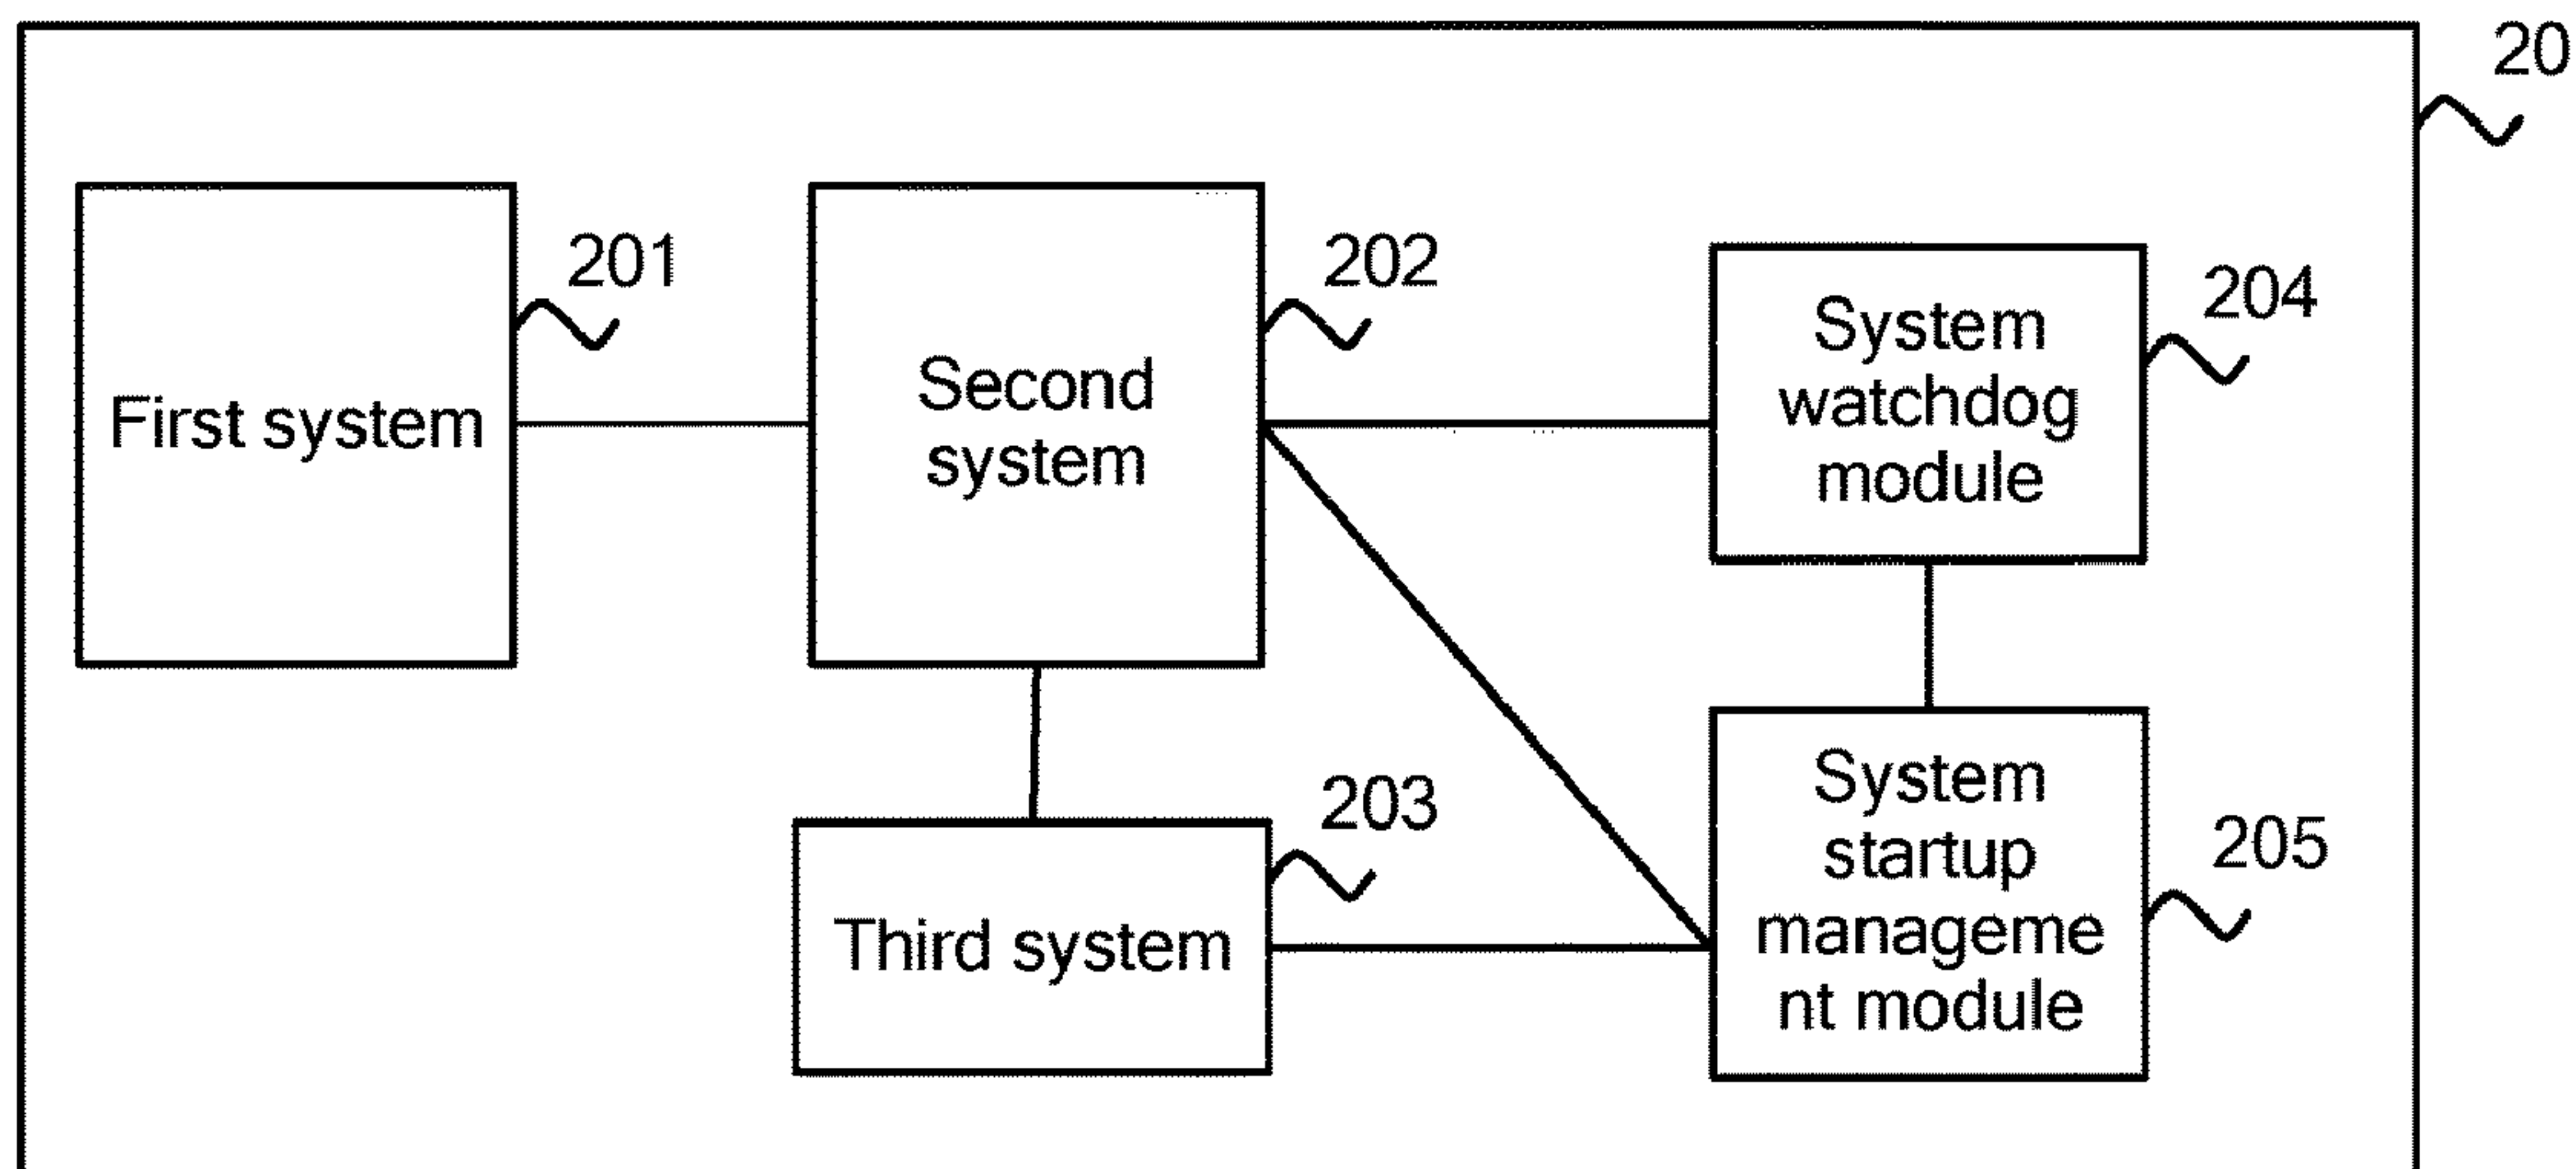 20
201
202
204
First system
Second
system
System
watchdog
module
203
205
Third system
System
startup
manageme
nt module